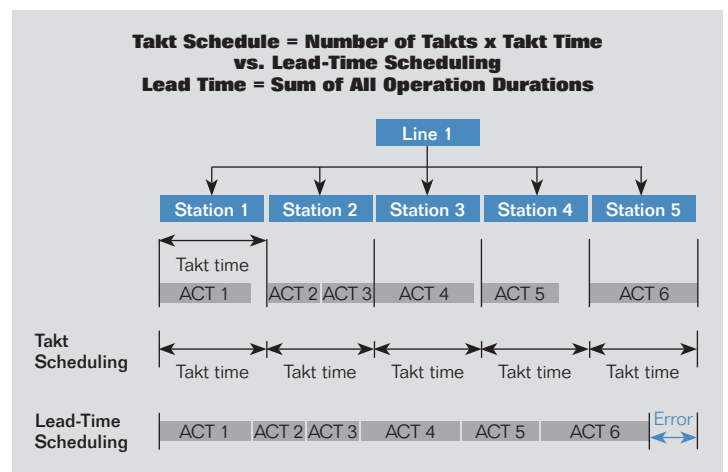 Takt Schedule = Number of Takts x Takt Time
vs. Lead-Time Scheduling
Lead Time = Sum of All Operation Durations
Line 1
Station 1 Station 2 Station 3 Station 4 Station 5
Takt time
ACT 1 ACT 2 ACT 3 ACT 4 ACT 5 ACT 6
Takt
Scheduling
Takt time Takt time Takt time Takt time Takt time
Lead-Time
Scheduling
ACT 1 ACT 2 ACT 3 ACT 4 ACT 5 ACT 6
Error